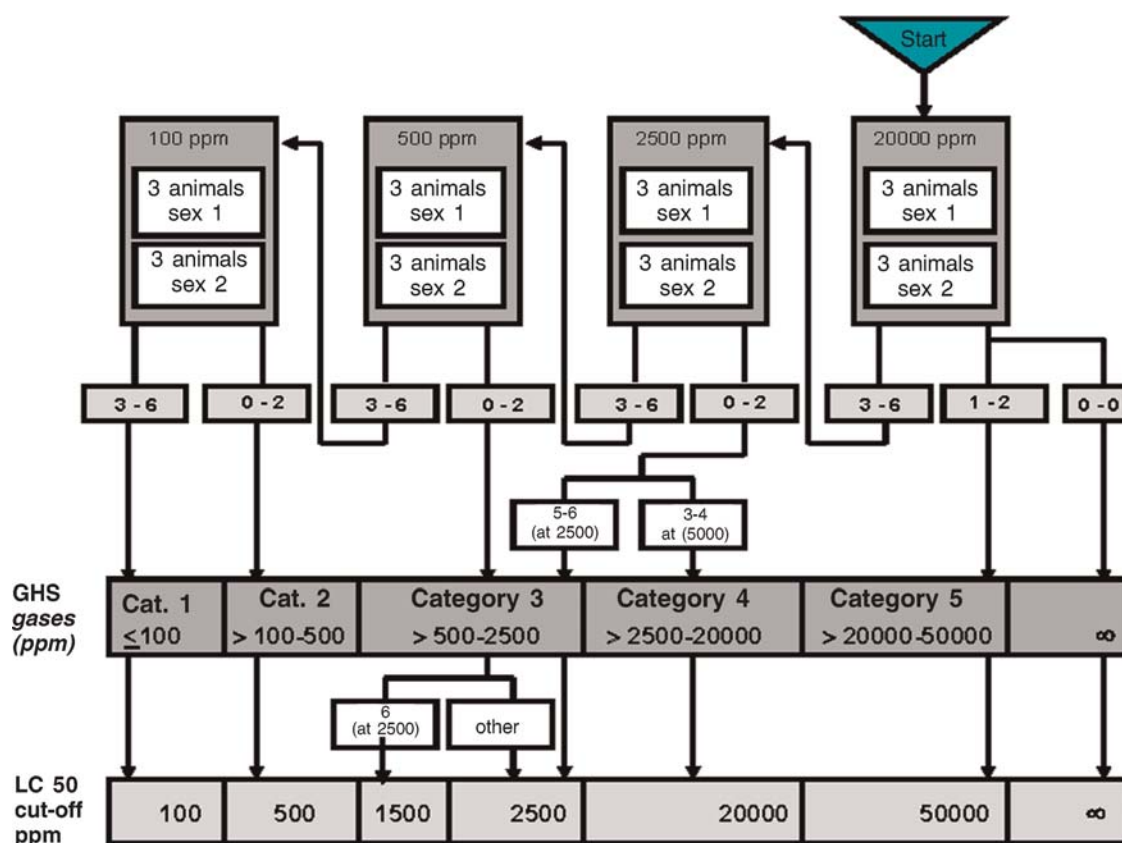 Start
100 ppm
500 ppm
2500 ppm
20000 ppm
3 animals
sex 1
3 animals
sex 2
3 animals
sex 1
3 animals
sex 2
3 animals
sex 1
3 animals
sex 2
3 animals
sex 1
3 animals
sex 2
3 - 6
0 - 2
3 - 6
0 - 2
3 - 6
0 - 2
3 - 6
1 - 2
0 - 0
5-6
(at 2500)
3-4
at (5000)
GHS
gases
(ppm)
Cat. 1
≤100
Cat. 2
> 100-500
Category 3
> 500-2500
Category 4
> 2500-20000
Category 5
> 20000-50000
∞
6
(at 2500)
other
LC 50
cut-off
ppm
100
500
1500
2500
20000
50000
∞